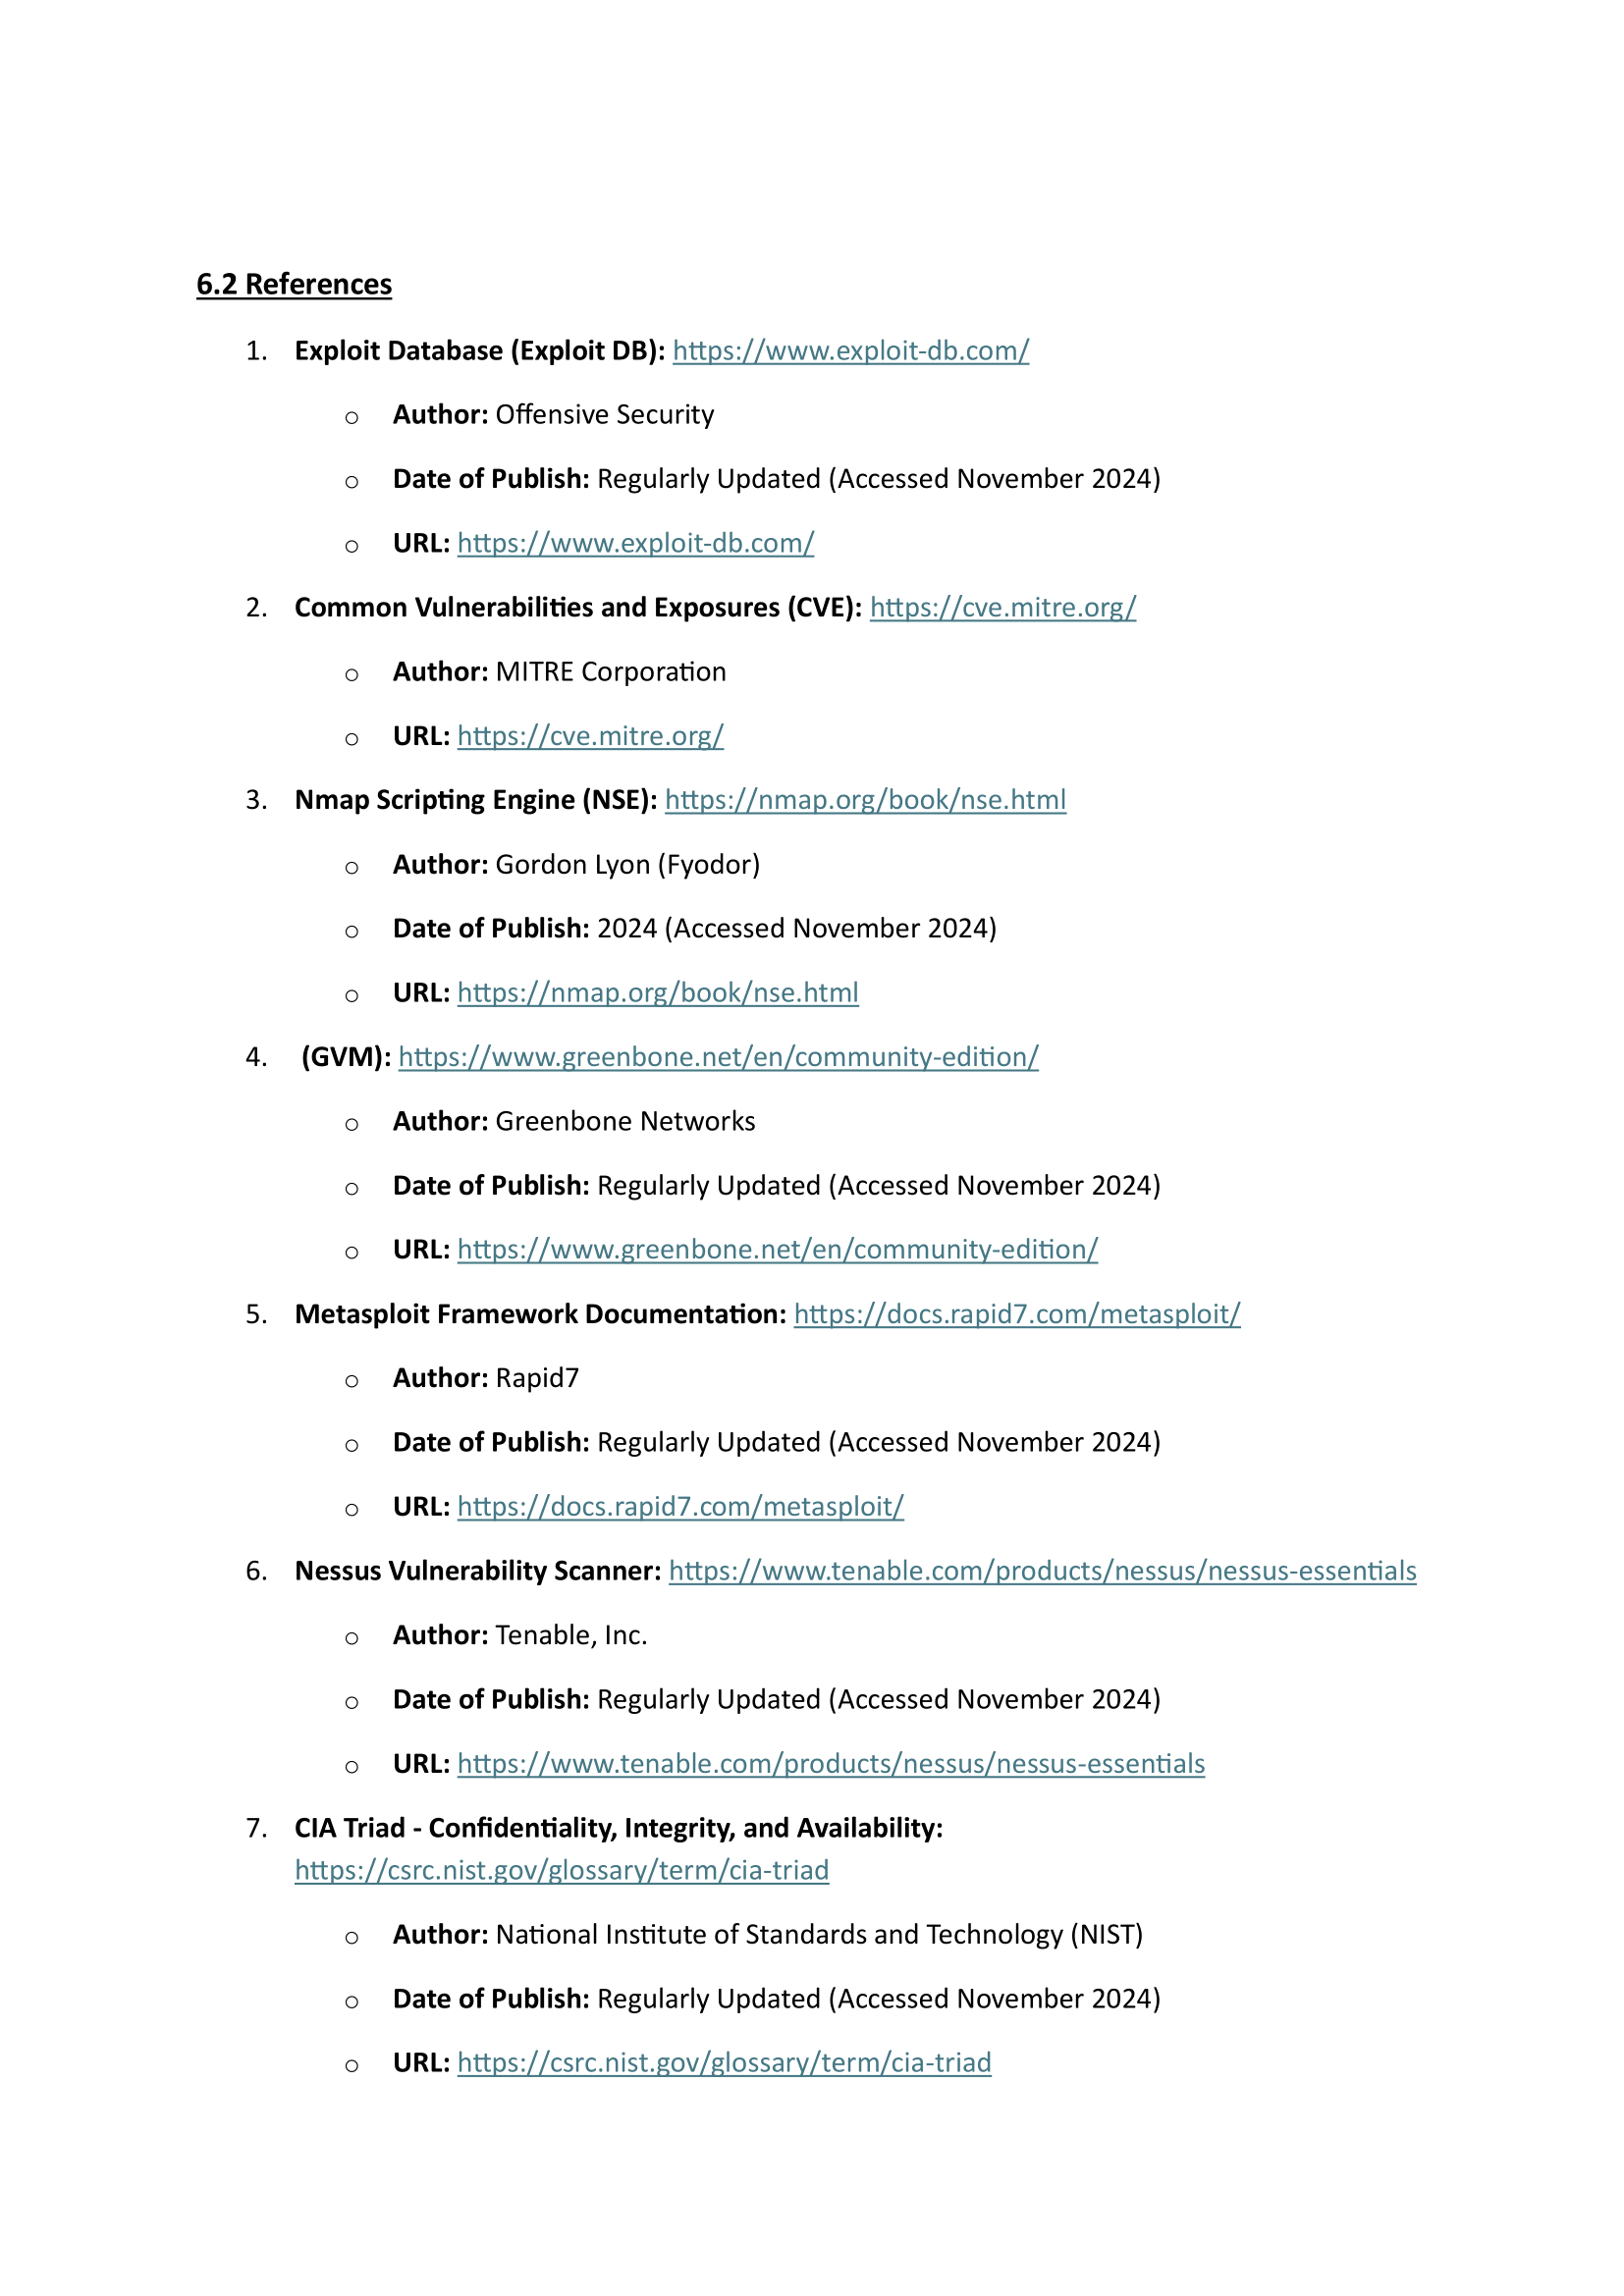 6.2 References
1. Exploit Database (Exploit DB): https://www.exploit-db.com/
o Author: Offensive Security
o Date of Publish: Regularly Updated (Accessed November 2024)
o URL: https://www.exploit-db.com/
2. Common Vulnerabilities and Exposures (CVE): https://cve.mitre.org/
o Author: MITRE Corporation
o URL: https://cve.mitre.org/
3. Nmap Scripting Engine (NSE): https://nmap.org/book/nse.html
o Author: Gordon Lyon (Fyodor)
o Date of Publish: 2024 (Accessed November 2024)
o URL: https://nmap.org/book/nse.html
4. (GVM): https://www.greenbone.net/en/community-edition/
o Author: Greenbone Networks
o Date of Publish: Regularly Updated (Accessed November 2024)
o URL: https://www.greenbone.net/en/community-edition/
5. Metasploit Framework Documentation: https://docs.rapid7.com/metasploit/
o Author: Rapid7
o Date of Publish: Regularly Updated (Accessed November 2024)
o URL: https://docs.rapid7.com/metasploit/
6. Nessus Vulnerability Scanner: https://www.tenable.com/products/nessus/nessus-essentials
o Author: Tenable, Inc.
o Date of Publish: Regularly Updated (Accessed November 2024)
o URL: https://www.tenable.com/products/nessus/nessus-essentials
7. CIA Triad - Confidentiality, Integrity, and Availability:
https://csrc.nist.gov/glossary/term/cia-triad
o Author: National Institute of Standards and Technology (NIST)
o Date of Publish: Regularly Updated (Accessed November 2024)
o URL: https://csrc.nist.gov/glossary/term/cia-triad